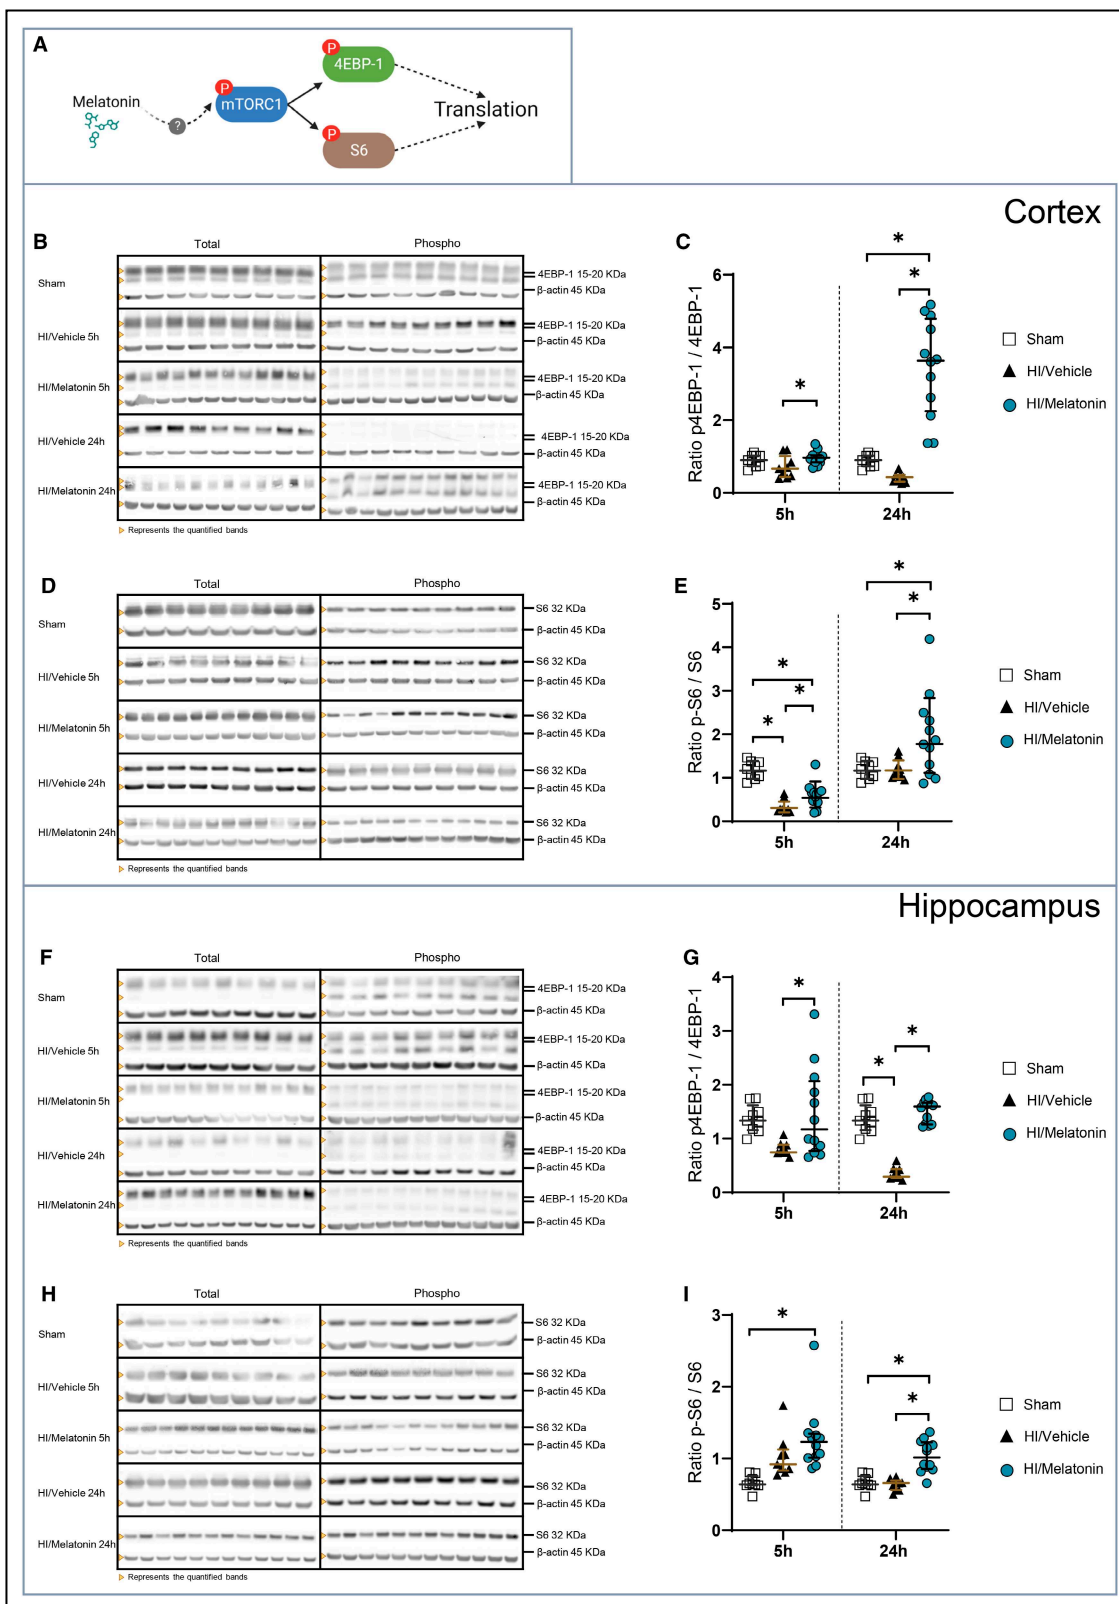 A
Melatonin
?
P
mTORC1
P
4EBP-1
P
S6
Translation
Cortex
B
Total
Phospho
Sham
4EBP-1 15-20 KDa
β-actin 45 KDa
HI/Vehicle 5h
4EBP-1 15-20 KDa
β-actin 45 KDa
HI/Melatonin 5h
4EBP-1 15-20 KDa
β-actin 45 KDa
HI/Vehicle 24h
4EBP-1 15-20 KDa
β-actin 45 KDa
HI/Melatonin 24h
4EBP-1 15-20 KDa
β-actin 45 KDa
Represents the quantified bands
C
Ratio p4EBP-1 / 4EBP-1
6
4
2
0
*
*
*
5h
24h
Sham
HI/Vehicle
HI/Melatonin
D
Total
Phospho
Sham
S6 32 KDa
β-actin 45 KDa
HI/Vehicle 5h
S6 32 KDa
β-actin 45 KDa
HI/Melatonin 5h
S6 32 KDa
β-actin 45 KDa
HI/Vehicle 24h
S6 32 KDa
β-actin 45 KDa
HI/Melatonin 24h
S6 32 KDa
β-actin 45 KDa
Represents the quantified bands
E
Ratio p-S6 / S6
5
4
3
2
1
0
*
*
*
*
*
5h
24h
Sham
HI/Vehicle
HI/Melatonin
Hippocampus
F
Total
Phospho
Sham
4EBP-1 15-20 KDa
β-actin 45 KDa
HI/Vehicle 5h
4EBP-1 15-20 KDa
β-actin 45 KDa
HI/Melatonin 5h
4EBP-1 15-20 KDa
β-actin 45 KDa
HI/Vehicle 24h
4EBP-1 15-20 KDa
β-actin 45 KDa
HI/Melatonin 24h
4EBP-1 15-20 KDa
β-actin 45 KDa
Represents the quantified bands
G
Ratio p4EBP-1 / 4EBP-1
4
3
2
1
0
*
*
*
5h
24h
Sham
HI/Vehicle
HI/Melatonin
H
Total
Phospho
Sham
S6 32 KDa
β-actin 45 KDa
HI/Vehicle 5h
S6 32 KDa
β-actin 45 KDa
HI/Melatonin 5h
S6 32 KDa
β-actin 45 KDa
HI/Vehicle 24h
S6 32 KDa
β-actin 45 KDa
HI/Melatonin 24h
S6 32 KDa
β-actin 45 KDa
Represents the quantified bands
I
Ratio p-S6 / S6
3
2
1
0
*
*
*
5h
24h
Sham
HI/Vehicle
HI/Melatonin